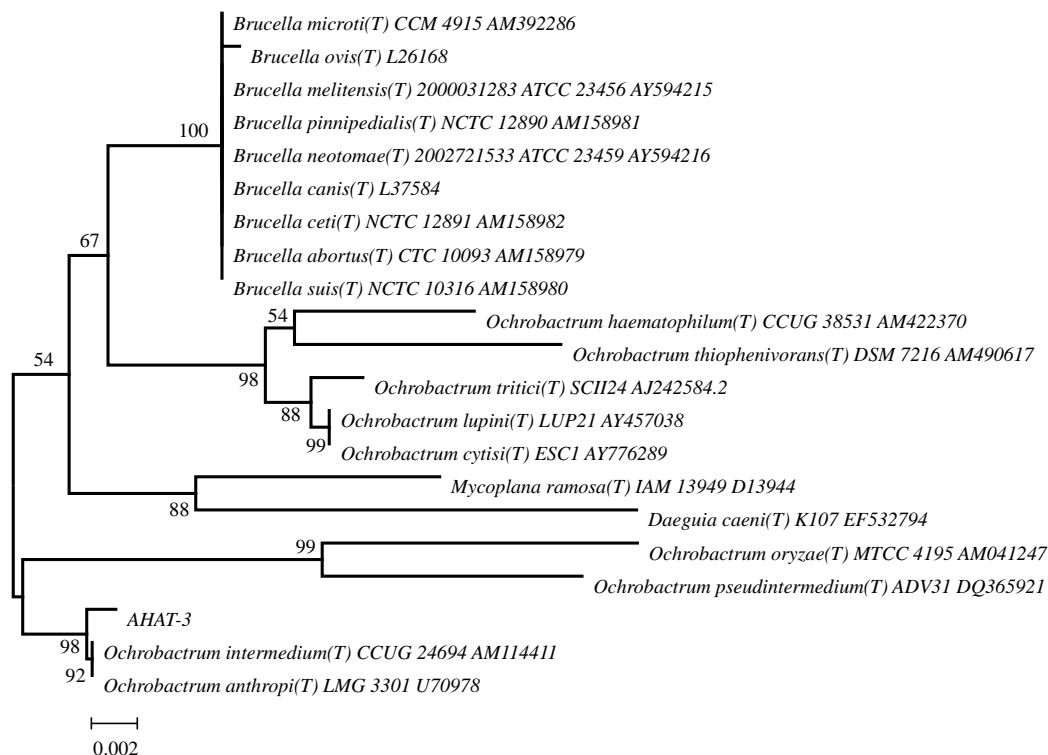 Brucella microti(T) CCM 4915 AM392286
Brucella ovis(T) L26168
Brucella melitensis(T) 2000031283 ATCC 23456 AY594215
Brucella pinnipedialis(T) NCTC 12890 AM158981
100
Brucella neotomae(T) 2002721533 ATCC 23459 AY594216
Brucella canis(T) L37584
Brucella ceti(T) NCTC 12891 AM158982
67
Brucella abortus(T) CTC 10093 AM158979
Brucella suis(T) NCTC 10316 AM158980
54
Ochrobactrum haematophilum(T) CCUG 38531 AM422370
Ochrobactrum thiophenivorans(T) DSM 7216 AM490617
54
98
Ochrobactrum tritici(T) SCII24 AJ242584.2
88
Ochrobactrum lupini(T) LUP21 AY457038
99
Ochrobactrum cytisi(T) ESC1 AY776289
Mycoplana ramosa(T) IAM 13949 D13944
88
Daeguia caeni(T) K107 EF532794
99
Ochrobactrum oryzae(T) MTCC 4195 AM041247
Ochrobactrum pseudintermedium(T) ADV31 DQ365921
AHAT-3
98
Ochrobactrum intermedium(T) CCUG 24694 AM114411
92
Ochrobactrum anthropi(T) LMG 3301 U70978
0.002